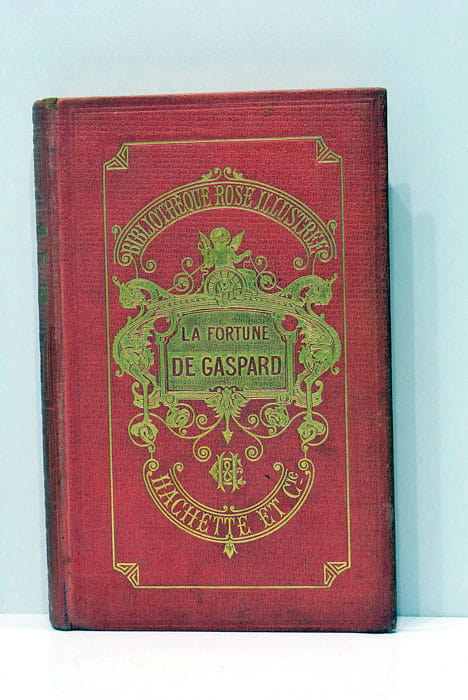 BIBLIOTHÈQUE ROSE ILLUSTRÉE
LA FORTUNE
DE GASPARD
H&C
HACHETTE ET Cie